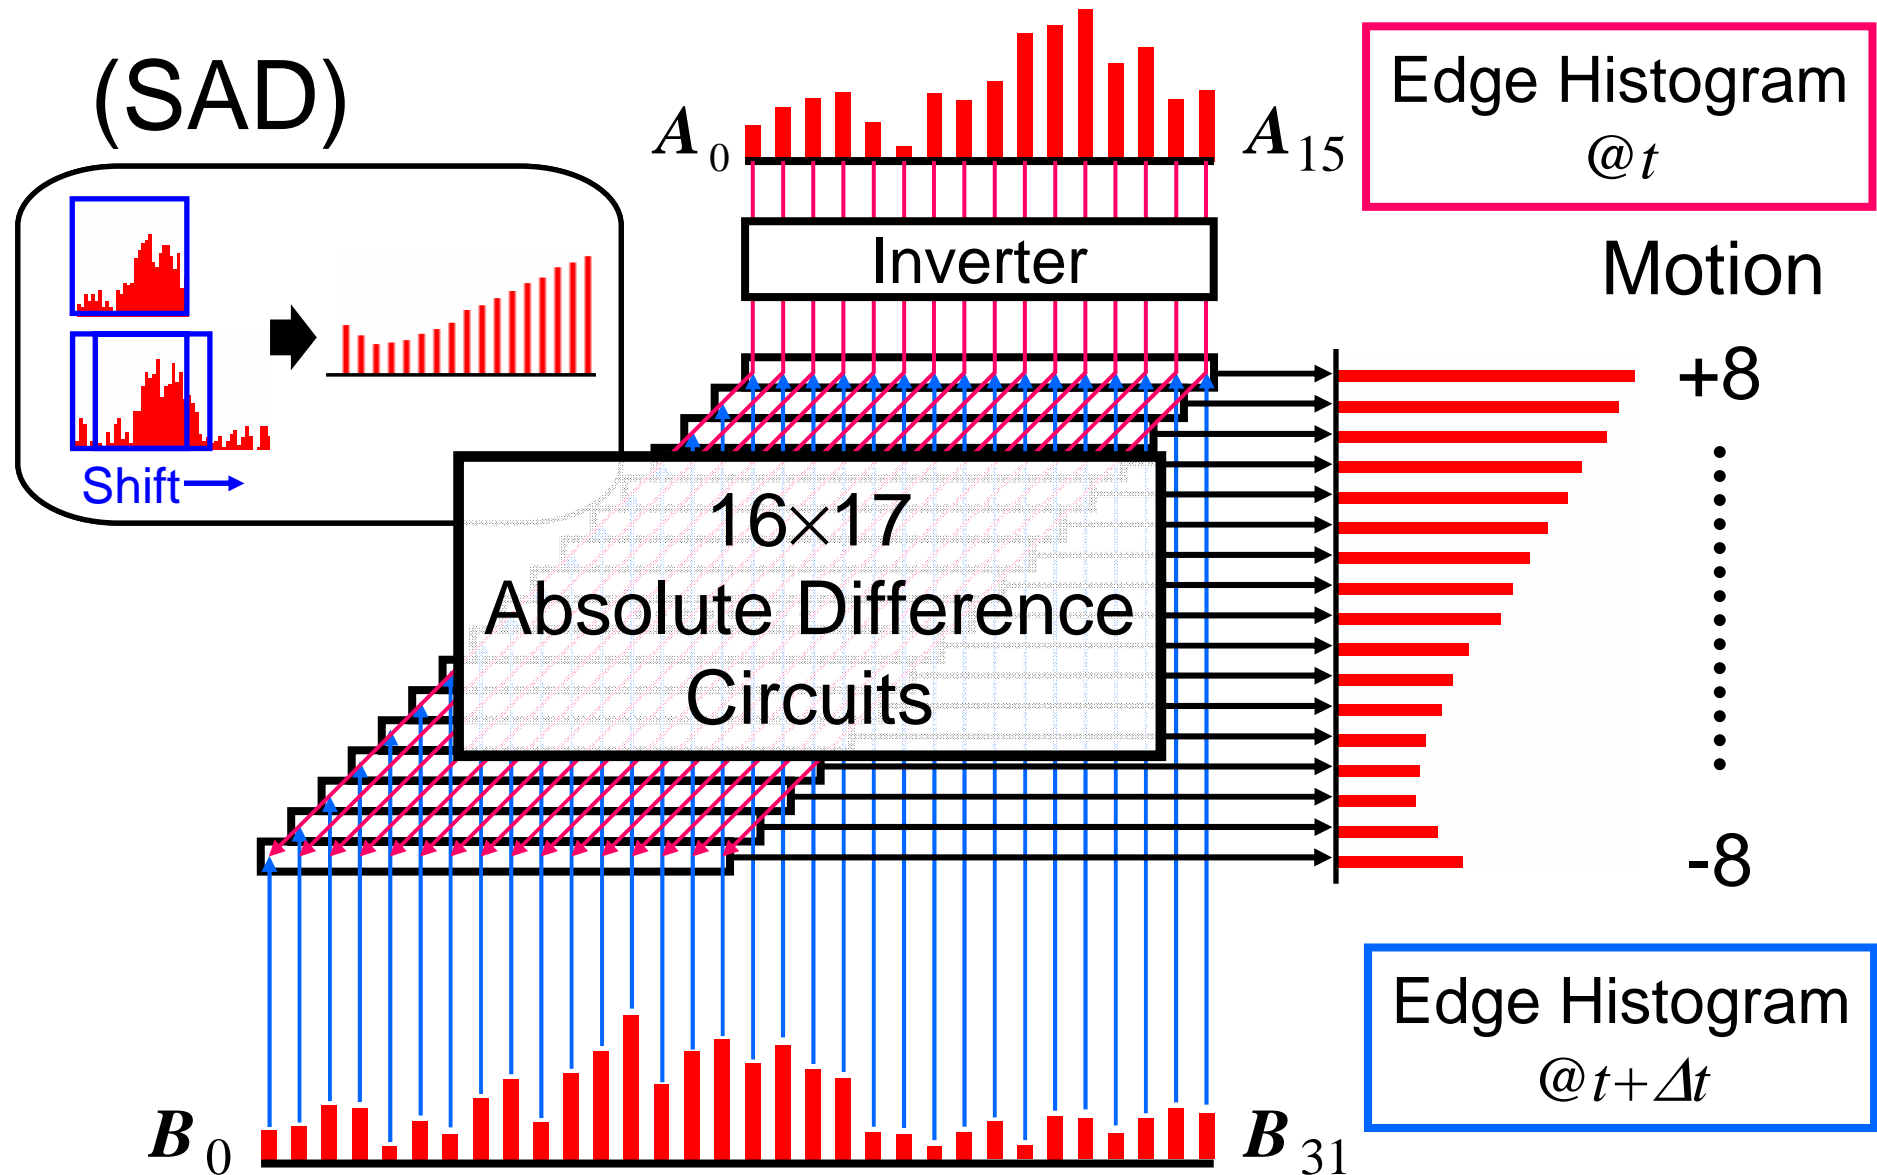 (SAD)
A0
A15
Edge Histogram
@t
Inverter
Motion
+8
Shift
16×17
Absolute Difference
Circuits
-8
Edge Histogram
@t+Δt
B0
B31